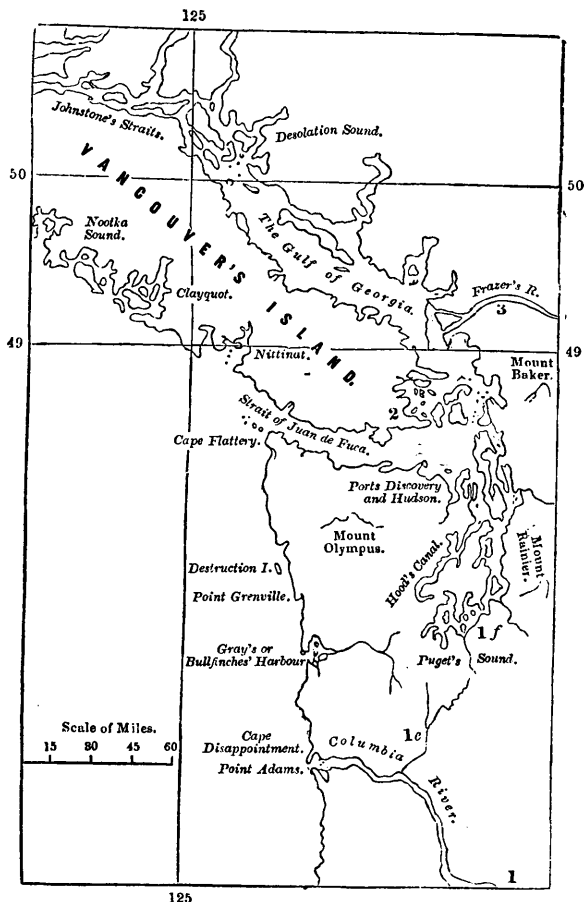 125
Johnstone's Straits.
Desolation Sound.
50
50
VANCOUVER'S ISLAND.
Nootka
Sound.
The Gulf of Georgia.
Clayquot.
Frazer's R.
3
49
49
Nittinat.
Mount
Baker.
2
Strait of Juan de Fuca.
Cape Flattery.
Ports Discovery
and Hudson.
Mount
Olympus.
Hood's Canal.
Mount
Rainier.
Destruction I.
Point Grenville.
1f
Gray's or
Bullfinches' Harbour
Puget's Sound.
Scale of Miles.
15 30 45 60
Cape
Disappointment.
1c
Columbia River.
Point Adams.
1
125